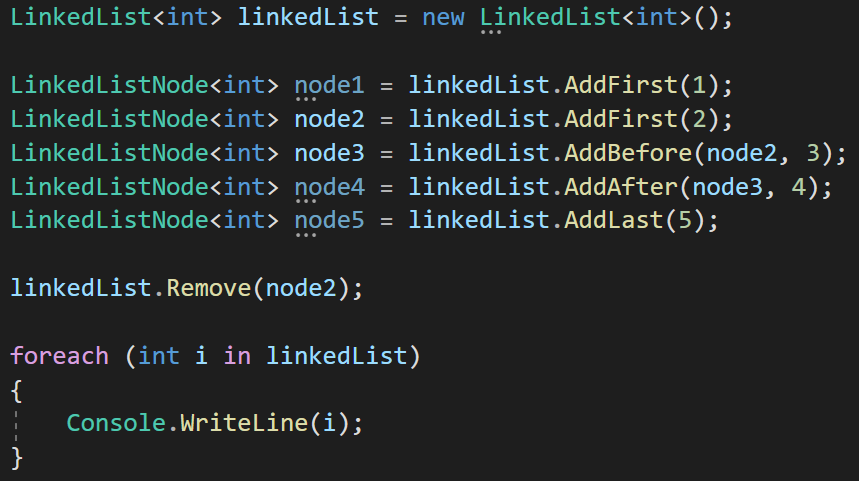 LinkedList<int> linkedList = new LinkedList<int>();
LinkedListNode<int> node1 = linkedList.AddFirst(1);
LinkedListNode<int> node2 = linkedList.AddFirst(2);
LinkedListNode<int> node3 = linkedList.AddBefore(node2, 3);
LinkedListNode<int> node4 = linkedList.AddAfter(node3, 4);
LinkedListNode<int> node5 = linkedList.AddLast(5);
linkedList.Remove(node2);
foreach (int i in linkedList)
{
    Console.WriteLine(i);
}